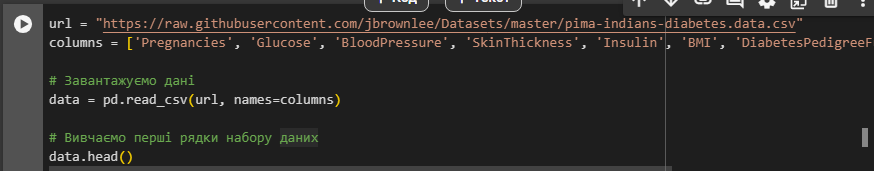 url = "https://raw.githubusercontent.com/jbrownlee/Datasets/master/pima-indians-diabetes.data.csv"
columns = ['Pregnancies', 'Glucose', 'BloodPressure', 'SkinThickness', 'Insulin', 'BMI', 'DiabetesPedigreeF
# Завантажуємо дані
data = pd.read_csv(url, names=columns)
# Вивчаємо перші рядки набору даних
data.head()